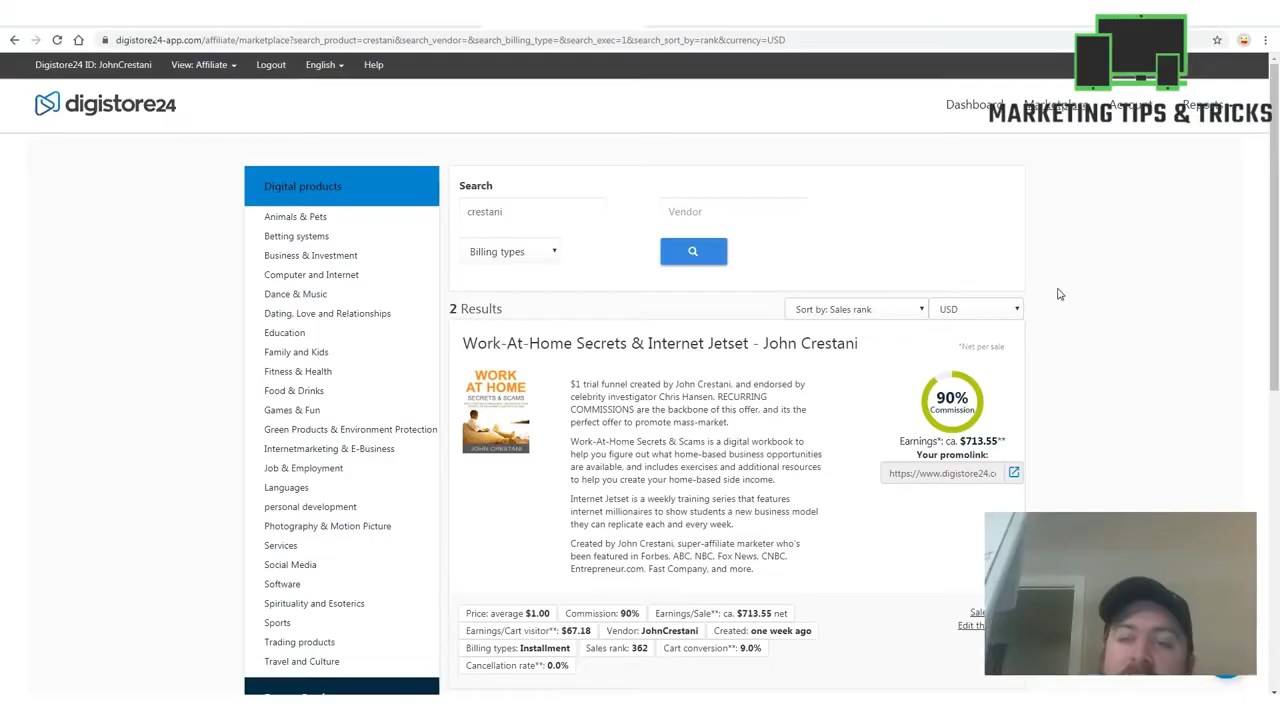 digistore24-app.com/affiliate/marketplace?search_product=crestani&search_vendor=&search_billing_type=&search_exec=1&search_sort_by=rank&currency=USD
Digistore24 ID: JohnCrestani
View: Affiliate
Logout
English
Help
digistore24
Dashboard
Marketplace
Account
Reports
MARKETING TIPS & TRICKS
Digital products
Animals & Pets
Betting systems
Business & Investment
Computer and Internet
Dance & Music
Dating, Love and Relationships
Education
Family and Kids
Fitness & Health
Food & Drinks
Games & Fun
Green Products & Environment Protection
Internetmarketing & E-Business
Job & Employment
Languages
personal development
Photography & Motion Picture
Services
Social Media
Software
Spirituality and Esoterics
Sports
Trading products
Travel and Culture
Search
crestani
Vendor
Billing types
2 Results
Sort by: Sales rank
USD
Work-At-Home Secrets & Internet Jetset - John Crestani
*Net per sale
WORK
AT HOME
SECRETS & SCAMS
JOHN CRESTANI
$1 trial funnel created by John Crestani, and endorsed by
celebrity investigator Chris Hansen. RECURRING
COMMISSIONS are the backbone of this offer, and its the
perfect offer to promote mass-market.
Work-At-Home Secrets & Scams is a digital workbook to
help you figure out what home-based business opportunities
are available, and includes exercises and additional resources
to help you create your home-based side income.
Internet Jetset is a weekly training series that features
internet millionaires to show students a new business model
they can replicate each and every week.
Created by John Crestani, super-affiliate marketer who's
been featured in Forbes, ABC, NBC, Fox News, CNBC,
Entrepreneur.com, Fast Company, and more.
90%
Commission
Earnings*: ca. $713.55**
Your promolink:
https://www.digistore24.c
Price: average $1.00
Commission: 90%
Earnings/Sale**: ca. $713.55 net
Earnings/Cart visitor**: $67.18
Vendor: JohnCrestani
Created: one week ago
Billing types: Installment
Sales rank: 362
Cart conversion**: 9.0%
Cancellation rate**: 0.0%
Edit th